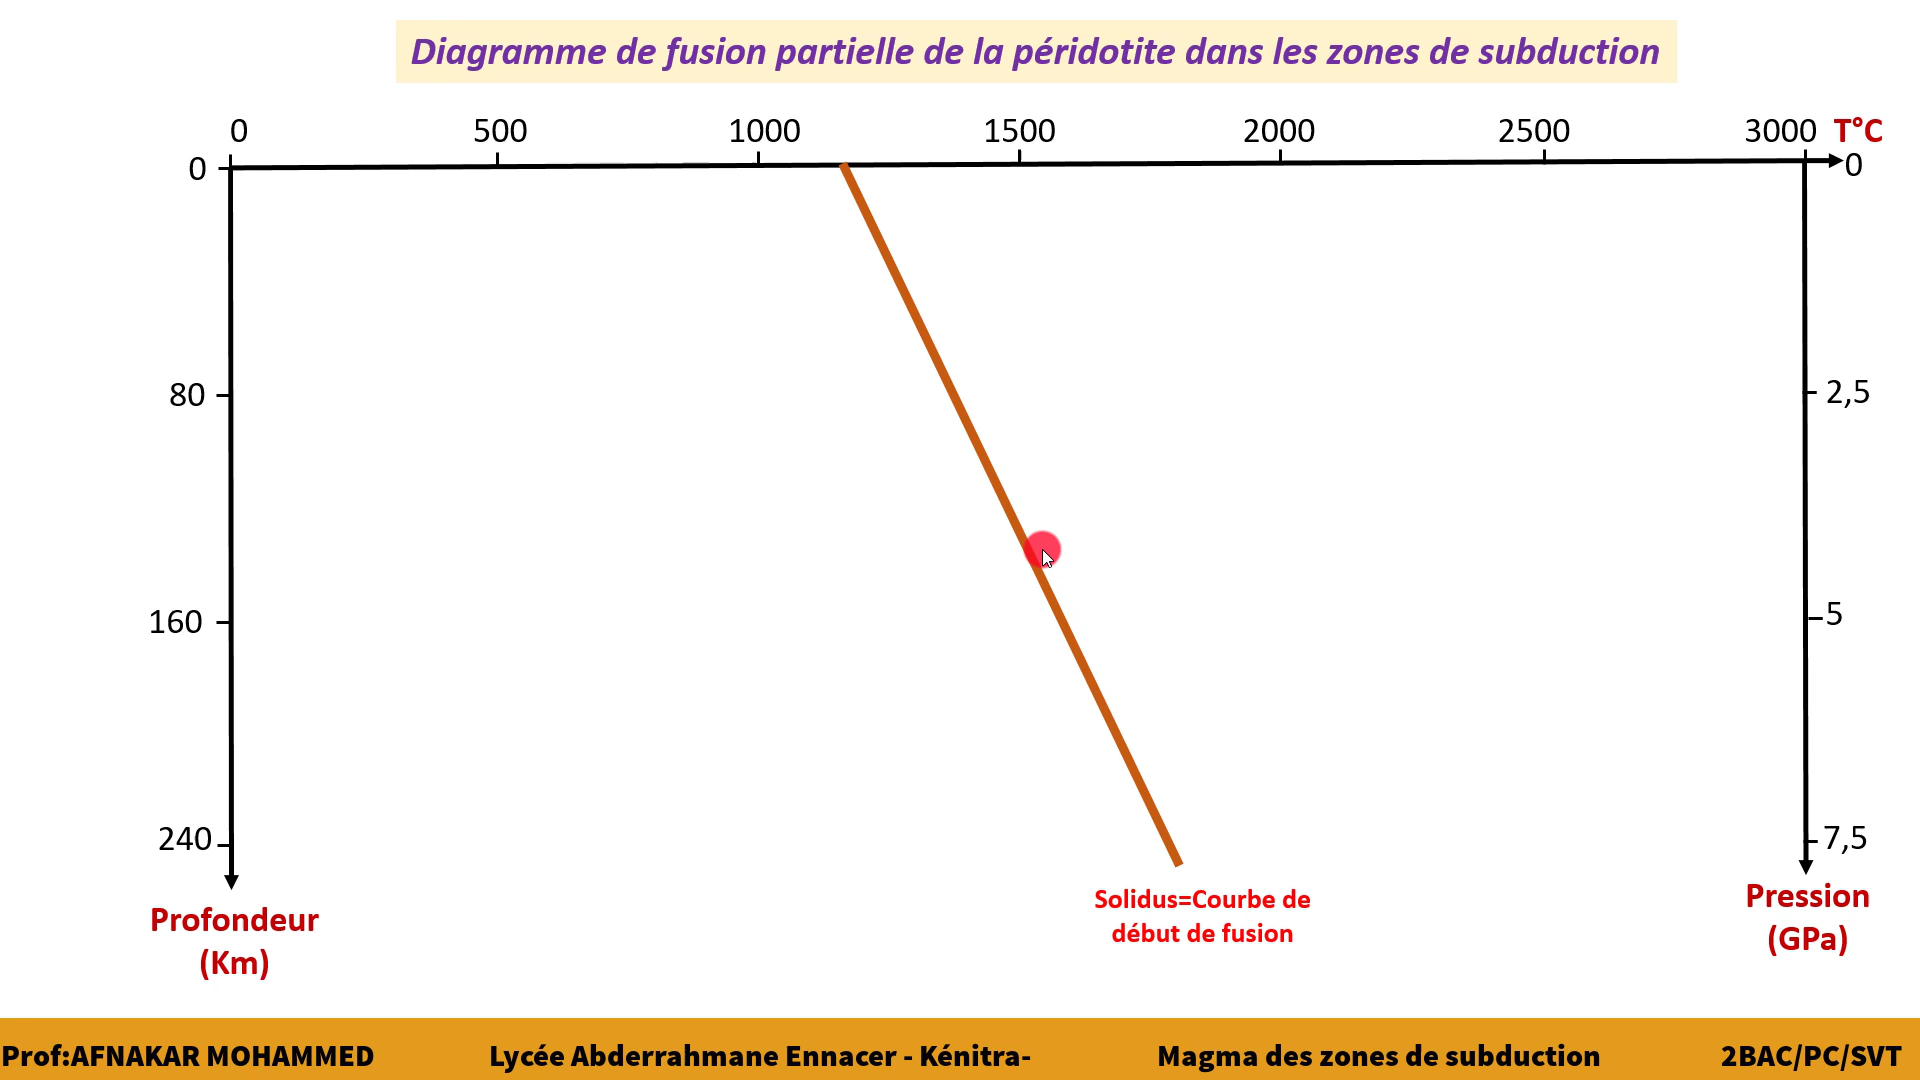 Diagramme de fusion partielle de la péridotite dans les zones de subduction
0 500 1000 1500 2000 2500 3000 T°C
0 0
80 2,5
160 5
240 7,5
Solidus=Courbe de
début de fusion
Profondeur
(Km)
Pression
(GPa)
Prof:AFNAKAR MOHAMMED Lycée Abderrahmane Ennacer - Kénitra- Magma des zones de subduction 2BAC/PC/SVT